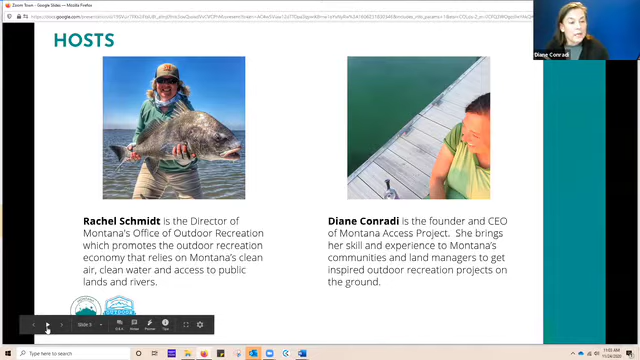 Zoom Town - Google Slides - Mozilla Firefox
HOSTS
Diane Conradi
Rachel Schmidt is the Director of
Montana's Office of Outdoor Recreation
which promotes the outdoor recreation
economy that relies on Montana's clean
air, clean water and access to public
lands and rivers.
Diane Conradi is the founder and CEO
of Montana Access Project.  She brings
her skill and experience to Montana's
communities and land managers to get
inspired outdoor recreation projects on
the ground.
Type here to search
11/24/2020